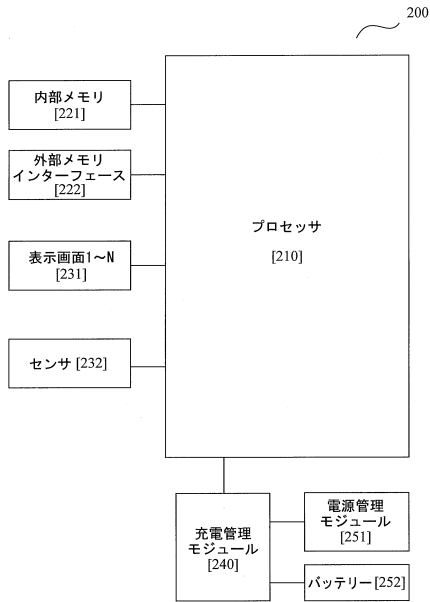 200
内部メモリ
[221]
外部メモリ
インターフェース
[222]
表示画面1～N
[231]
センサ [232]
プロセッサ
[210]
充電管理
モジュール
[240]
電源管理
モジュール
[251]
バッテリー[252]